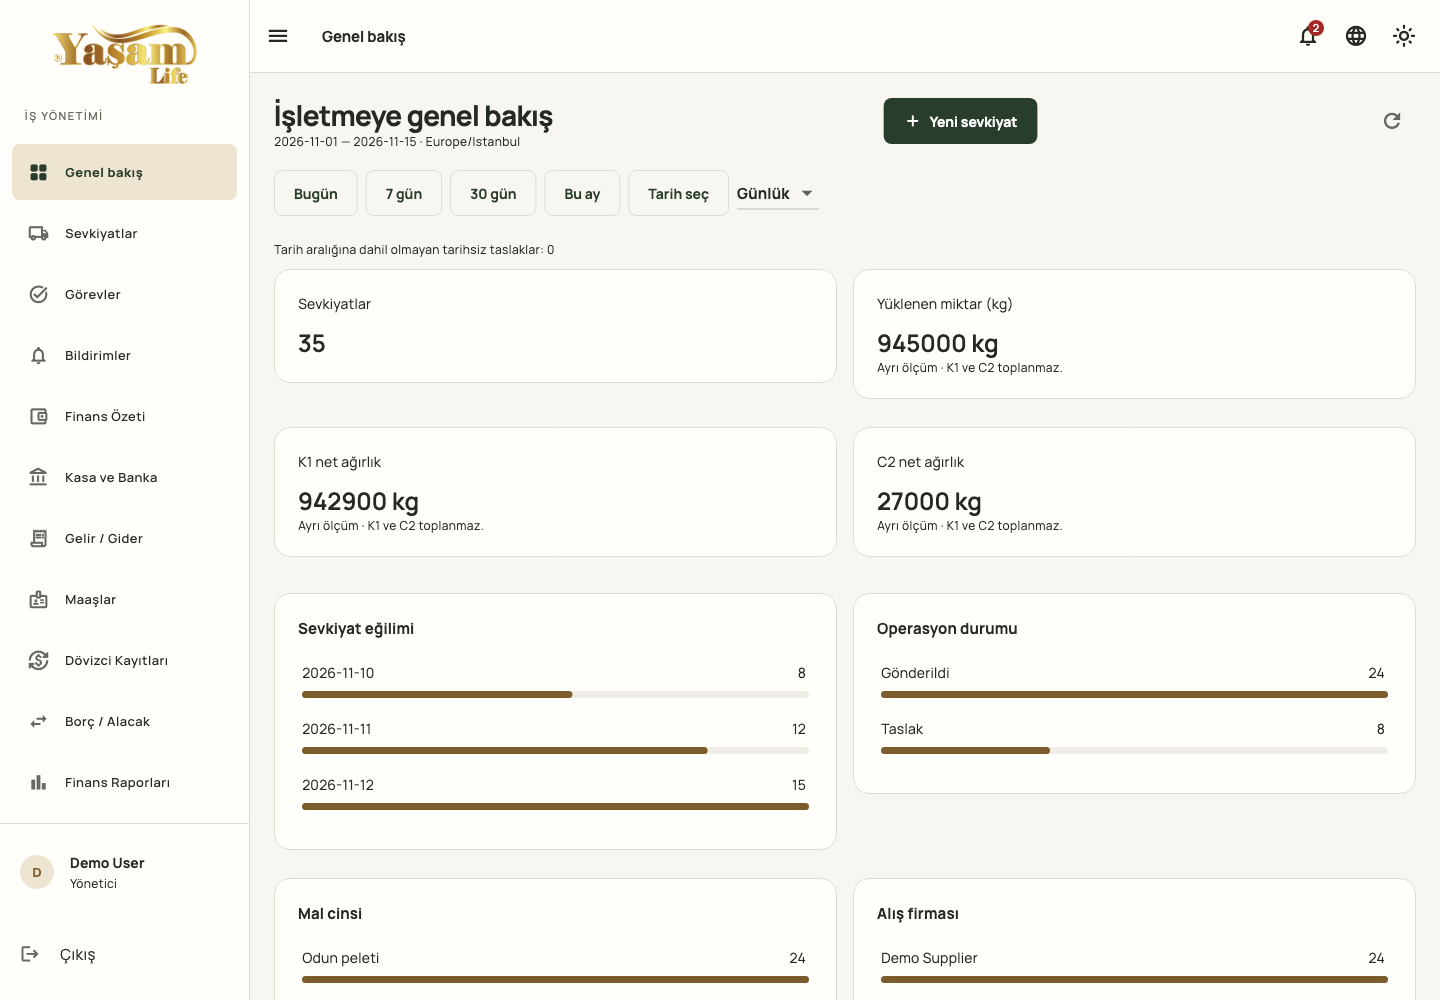 Yaşam
®
Life
İŞ YÖNETİMİ
Genel bakış
Sevkiyatlar
Görevler
Bildirimler
Finans Özeti
Kasa ve Banka
Gelir / Gider
Maaşlar
Dövizci Kayıtları
Borç / Alacak
Finans Raporları
D
Demo User
Yönetici
Çıkış
Genel bakış
2
İşletmeye genel bakış
2026-11-01 — 2026-11-15 · Europe/Istanbul
+ Yeni sevkiyat
Bugün
7 gün
30 gün
Bu ay
Tarih seç
Günlük
Tarih aralığına dahil olmayan tarihsiz taslaklar: 0
Sevkiyatlar
35
Yüklenen miktar (kg)
945000 kg
Ayrı ölçüm · K1 ve C2 toplanmaz.
K1 net ağırlık
942900 kg
Ayrı ölçüm · K1 ve C2 toplanmaz.
C2 net ağırlık
27000 kg
Ayrı ölçüm · K1 ve C2 toplanmaz.
Sevkiyat eğilimi
2026-11-10 8
2026-11-11 12
2026-11-12 15
Operasyon durumu
Gönderildi 24
Taslak 8
Mal cinsi
Odun peleti 24
Alış firması
Demo Supplier 24